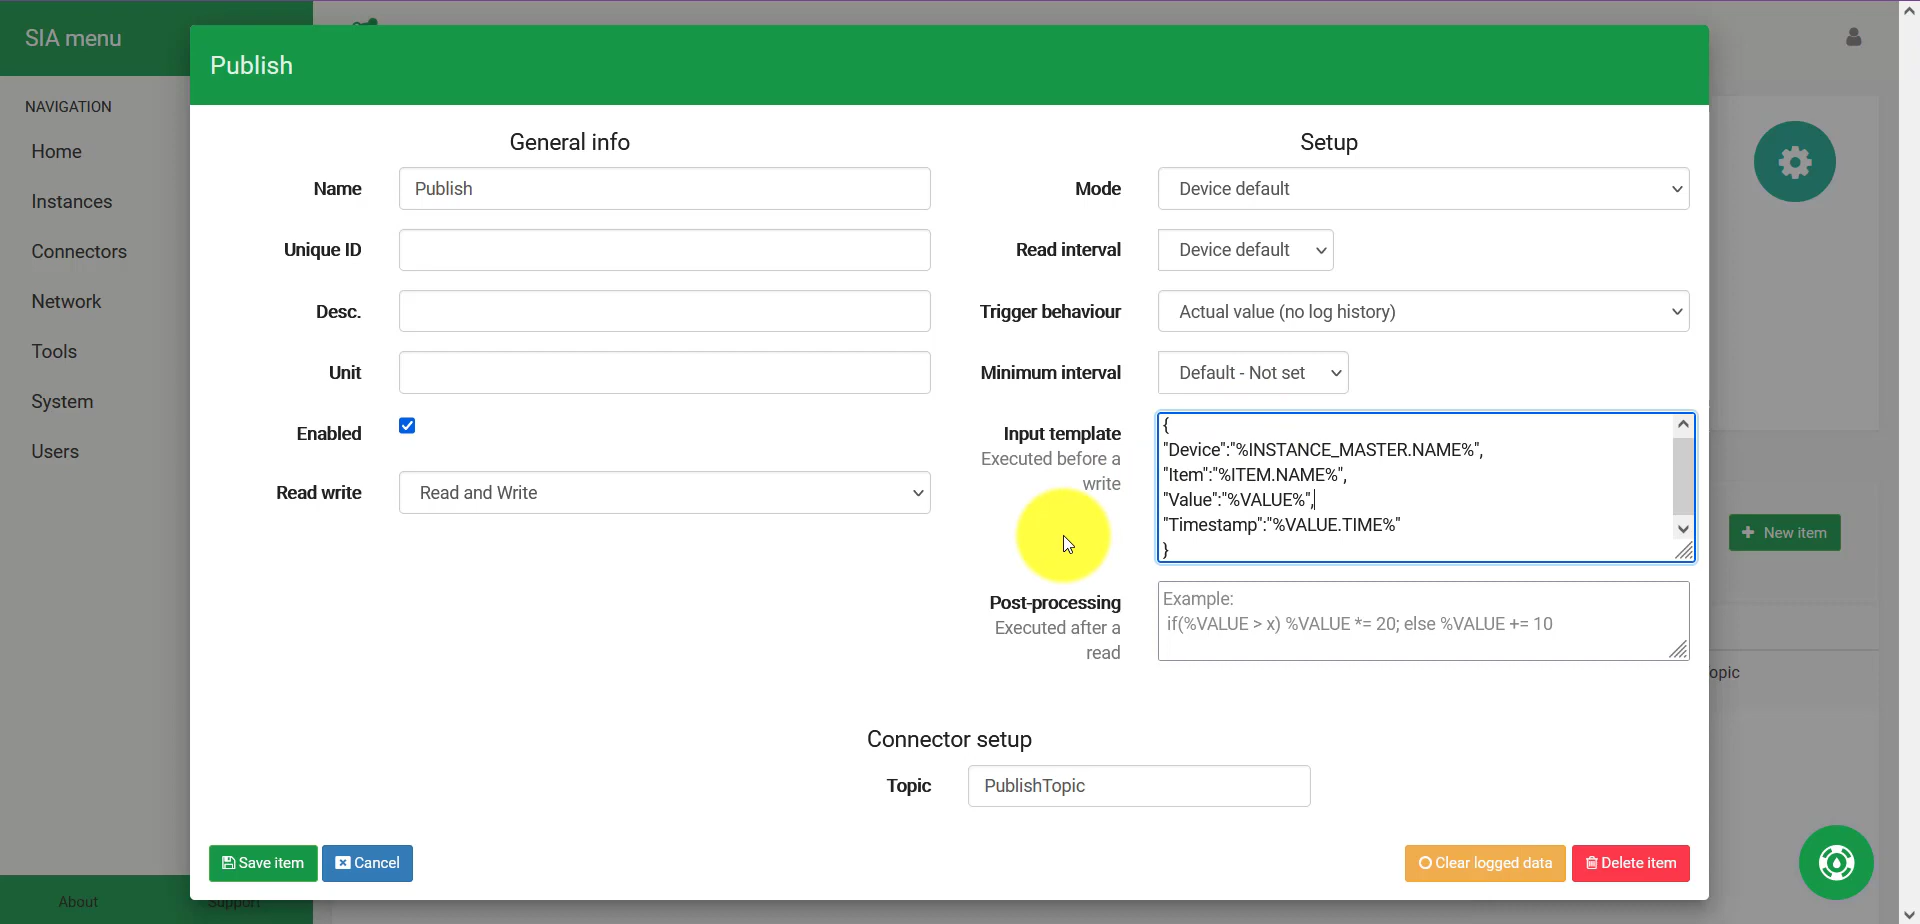 SIA menu
NAVIGATION
Home
Instances
Connectors
Network
Tools
System
Users
About
Support
Publish
General info
Name
Publish
Unique ID
Desc.
Unit
Enabled
Read write
Read and Write
Setup
Mode
Device default
Read interval
Device default
Trigger behaviour
Actual value (no log history)
Minimum interval
Default - Not set
Input template
Executed before a
write
{
"Device":"%INSTANCE_MASTER.NAME%",
"Item":"%ITEM.NAME%",
"Value":"%VALUE%",
"Timestamp":"%VALUE.TIME%"
}
Post-processing
Executed after a
read
Example:
if(%VALUE > x) %VALUE *= 20; else %VALUE += 10
Connector setup
Topic
PublishTopic
Save item
Cancel
Clear logged data
Delete item
New item
opic